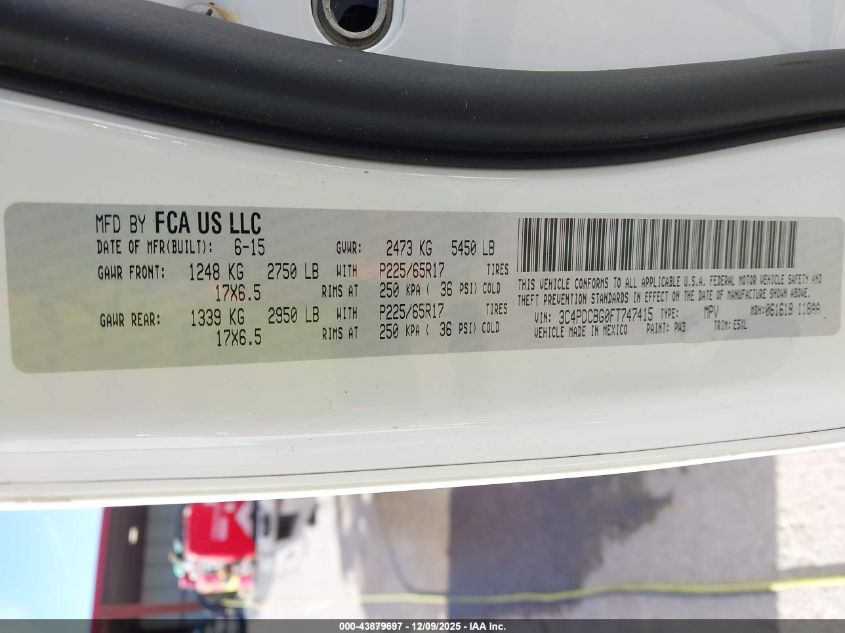 MFD BY FCA US LLC
DATE OF MFR(BUILT): 6-15 GVWR: 2473 KG 5450 LB
GAWR FRONT: 1248 KG 2750 LB WITH P225/65R17 TIRES
17X6.5 RIMS AT 250 KPA ( 36 PSI) COLD
GAWR REAR: 1339 KG 2950 LB WITH P225/65R17 TIRES
17X6.5 RIMS AT 250 KPA ( 36 PSI) COLD
THIS VEHICLE CONFORMS TO ALL APPLICABLE U.S.A. FEDERAL MOTOR VEHICLE SAFETY AND
THEFT PREVENTION STANDARDS IN EFFECT ON THE DATE OF MANUFACTURE SHOWN ABOVE.
VIN: 3C4PDCBG0FT747415 TYPE: MPV MDH: 061618 118AA
VEHICLE MADE IN MEXICO PAINT: PW3 TRIM: E5XL
000-43879697 - 12/09/2025 - IAA Inc.